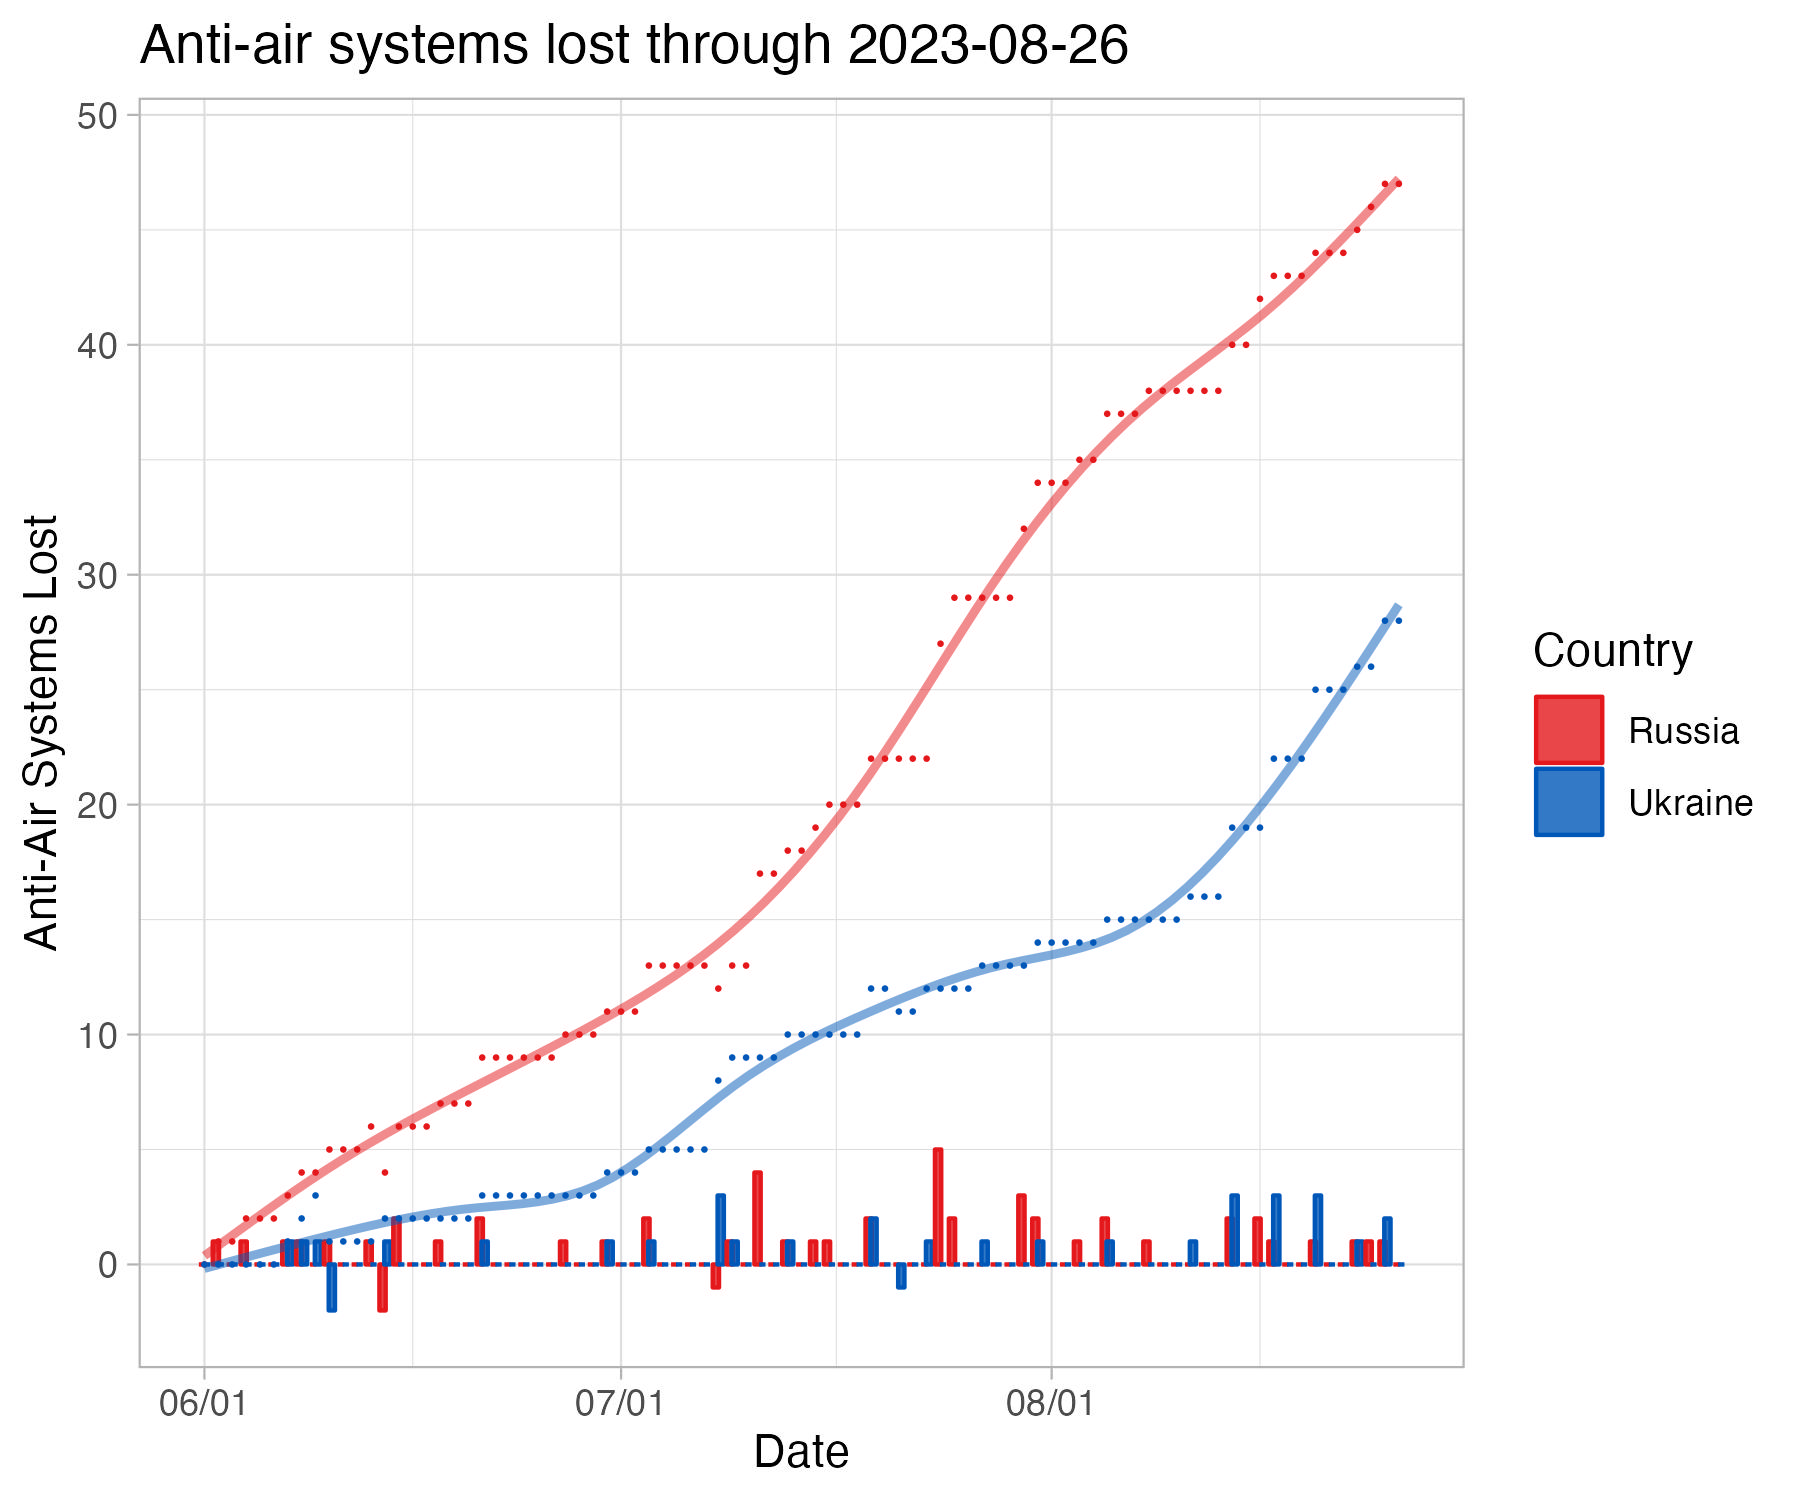 Anti-air systems lost through 2023-08-26
50
40
30
20
10
0
Anti-Air Systems Lost
06/01
07/01
08/01
Date
Country
Russia
Ukraine